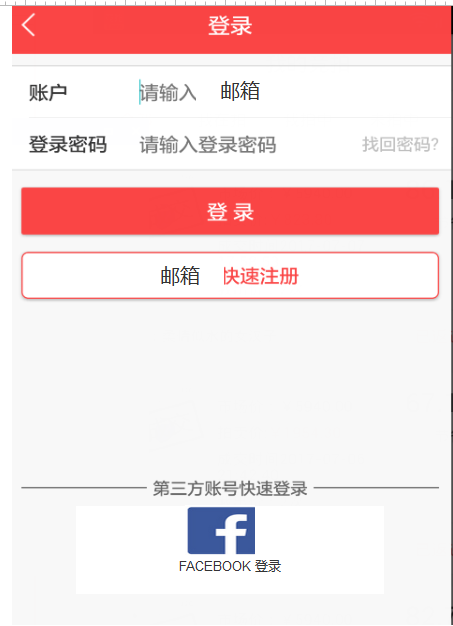 登录
账户 请输入 邮箱
登录密码 请输入登录密码 找回密码?
登 录
邮箱 快速注册
第三方账号快速登录
f
FACEBOOK 登录